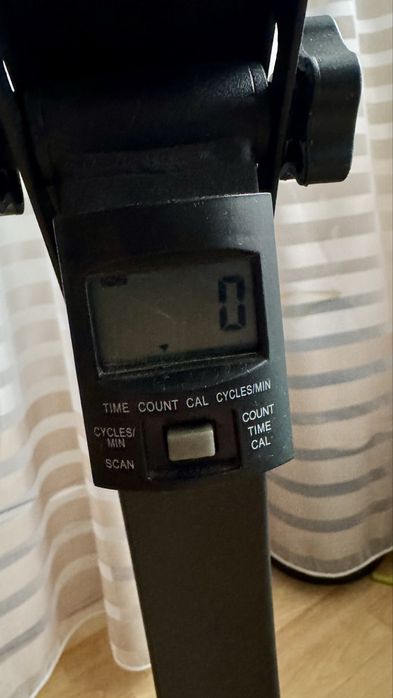 0
TIME COUNT CAL CYCLES/MIN
CYCLES/
MIN
SCAN
COUNT
TIME
CAL